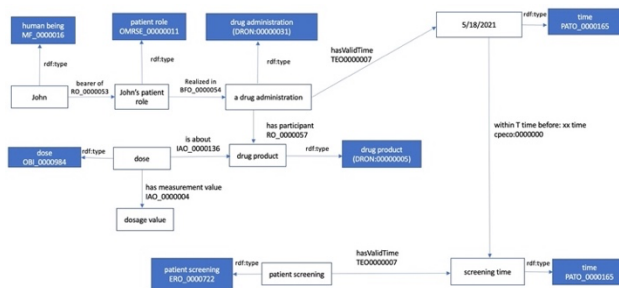 human being
MF_0000016
patient role
OMRSE_00000011
drug administration
(DRON:00000031)
5/18/2021
rdf:type
time
PATO_0000165
rdf:type
rdf:type
rdf:type
hasValidTime
TEO0000007
John
bearer of
RO_0000053
John's patient
role
Realized in
BFO_0000054
a drug administration
within T time before: xx time
cpeco:0000000
has participant
RO_0000057
dose
OBI_0000984
rdf:type
dose
is about
IAO_0000136
drug product
rdf:type
drug product
(DRON:00000005)
has measurement value
IAO_0000004
dosage value
patient screening
ERO_0000722
rdf:type
patient screening
hasValidTime
TEO0000007
screening time
rdf:type
time
PATO_0000165